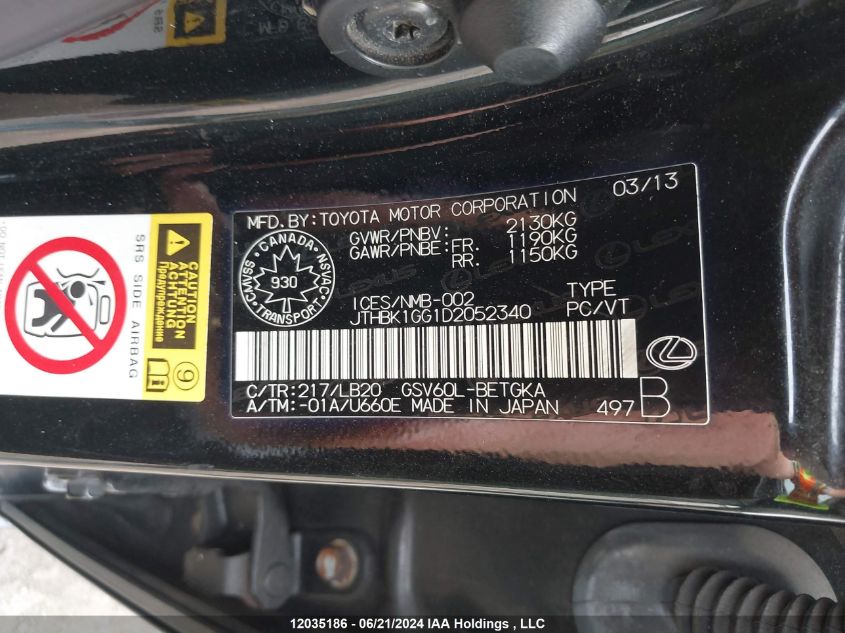 MFD.BY:TOYOTA MOTOR CORPORATION 03/13
GVWR/PNBV: 2130KG
GAWR/PNBE:FR. 1190KG
RR. 1150KG
CANADA
NSVAC
TRANSPORT
CMVSS
930
ICES/NMB-002 TYPE
JTHBK1GG1D2052340 PC/VT
C/TR:217/LB20 GSV60L-BETGKA
A/TM:-01A/U660E MADE IN JAPAN 497 B
SRS SIDE AIRBAG
CAUTION
ATTENTION
ACHTUNG
Предупреждение
9
12035186 - 06/21/2024 IAA Holdings , LLC